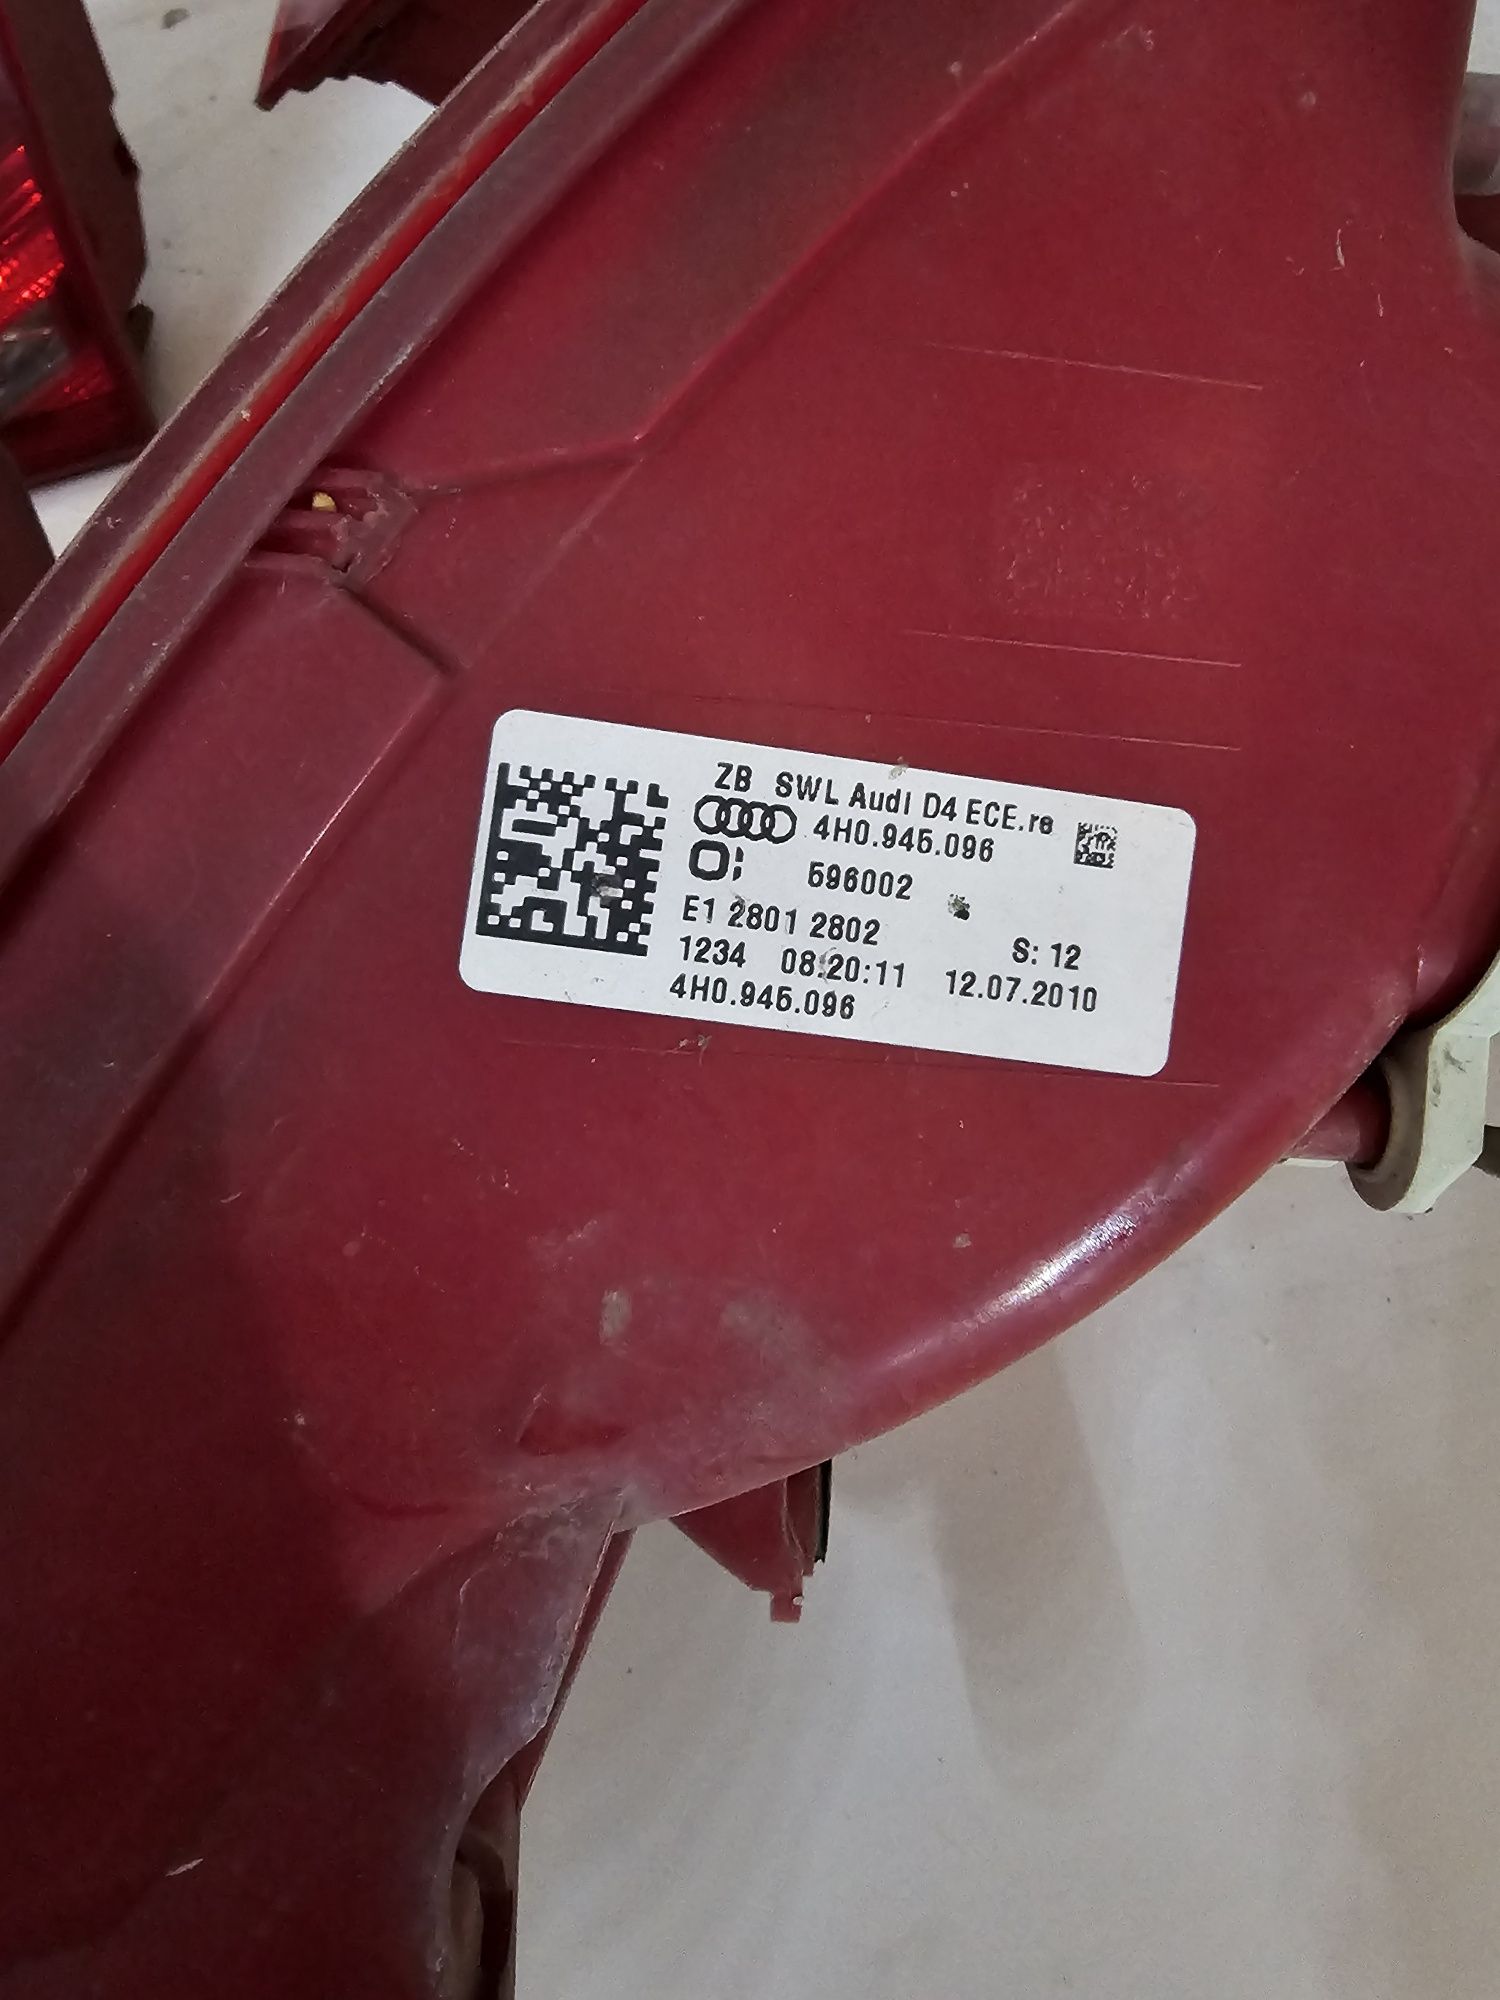 ZB SWL Audi D4 ECE.re
4H0.945.096
596002
E1 2801 2802
S: 12
1234 08:20:11 12.07.2010
4H0.945.096